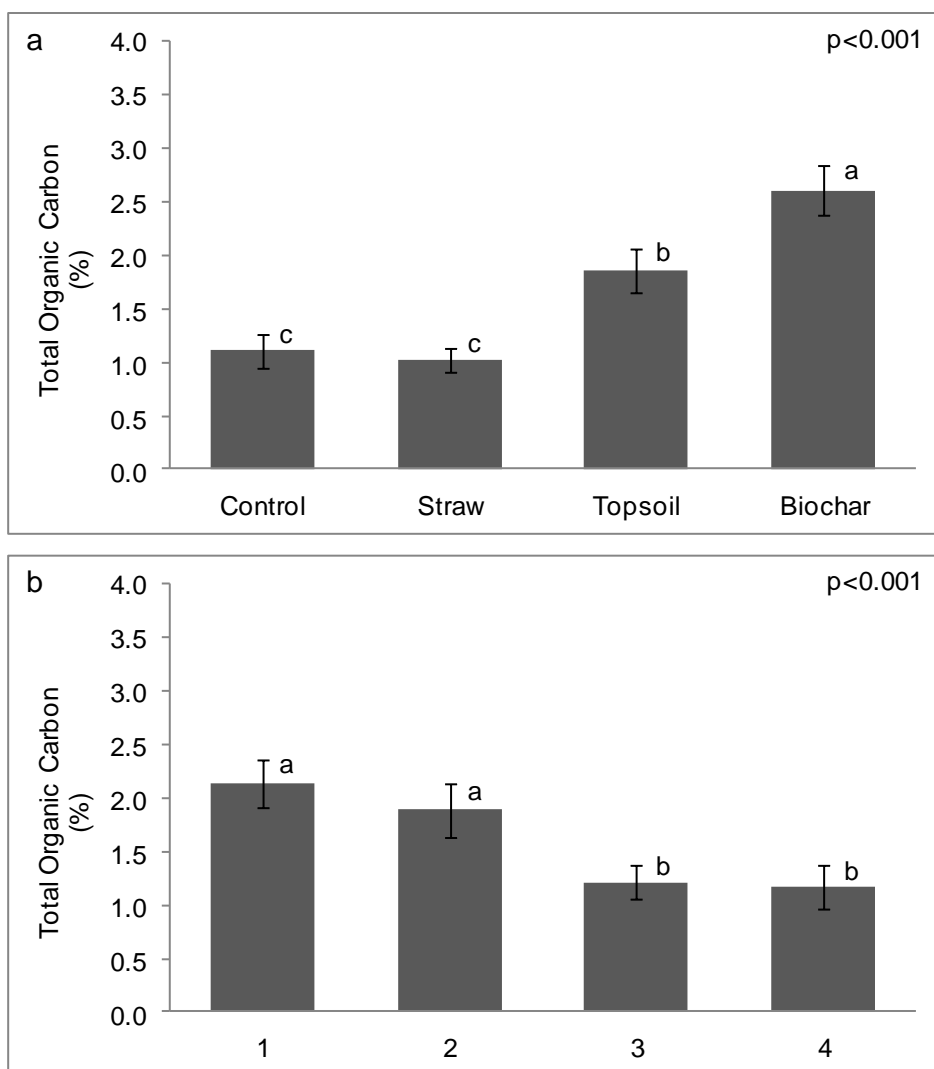 a
p<0.001
4.0
3.5
3.0
2.5
2.0
1.5
1.0
0.5
0.0
Total Organic Carbon
(%)
c
c
b
a
Control Straw Topsoil Biochar
b
p<0.001
4.0
3.5
3.0
2.5
2.0
1.5
1.0
0.5
0.0
Total Organic Carbon
(%)
a
a
b
b
1 2 3 4